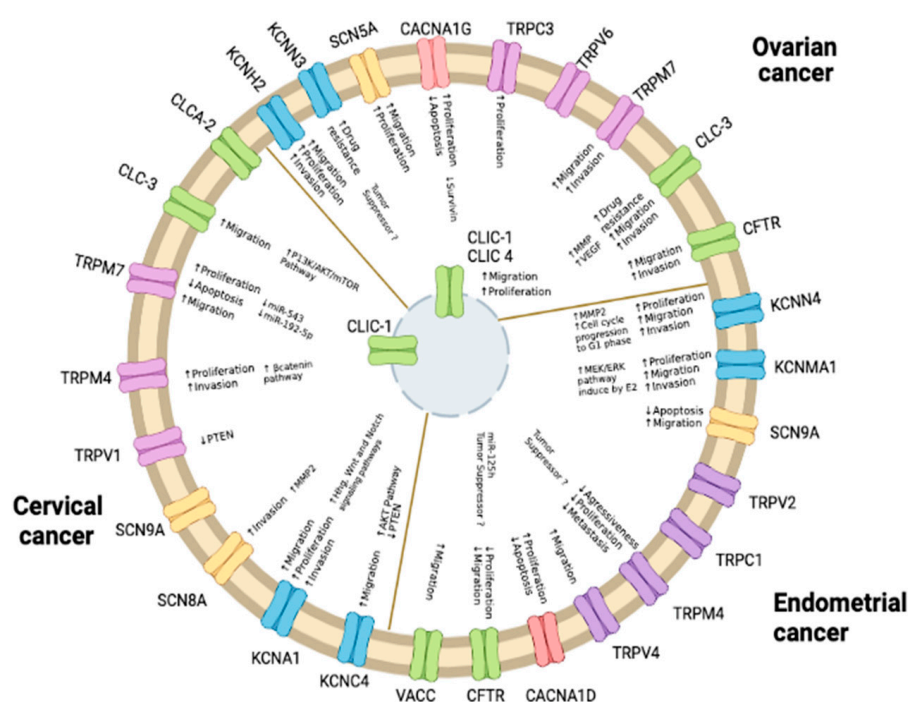 Ovarian
cancer
KCNH2
KCNN3
SCN5A
CACNA1G
TRPC3
TRPV6
TRPM7
CLC-3
CFTR
↑Migration
↑Proliferation
↑Invasion
↑Drug
resistance
Tumor
Suppressor ?
↑Migration
↑Proliferation
↑Proliferation
↓Apoptosis
↓Survivin
↑Proliferation
↑Migration
↑Invasion
↑Drug
resistance
↑Migration
↑Invasion
↑MMP
↑VEGF
↑Migration
↑Invasion
CLIC-1
CLIC 4
↑Migration
↑Proliferation
KCNN4
KCNMA1
SCN9A
TRPV2
TRPC1
TRPM4
TRPV4
CACNA1D
CFTR
VACC
Endometrial
cancer
↑Proliferation
↑Migration
↑Invasion
↑MMP2
↑Cell cycle
progression
to G1 phase
↑Proliferation
↑Migration
↑Invasion
↑MEK/ERK
pathway
induce by E2
↓Apoptosis
↑Migration
↓Agressiveness
↓Proliferation
↓Metastasis
Tumor
Suppressor ?
↑Migration
↑Proliferation
↓Apoptosis
↓Proliferation
↓Migration
miR-125h
Tumor Suppressor ?
↑Migration
KCNC4
KCNA1
SCN8A
SCN9A
TRPV1
TRPM4
TRPM7
CLC-3
CLCA-2
Cervical
cancer
↑Migration
↑AKT Pathway
↓PTEN
↑Migration
↑Proliferation
↑Invasion
↑Hhg, Wnt and Notch
signaling pathways
↑Invasion
↑MMP2
↓PTEN
↑Proliferation
↑Invasion
↑ Bcatenin
pathway
↑Proliferation
↓Apoptosis
↑Migration
↓miR-543
↓miR-192-5p
↑Migration
↑P13K/AKT/mTOR
Pathway
CLIC-1